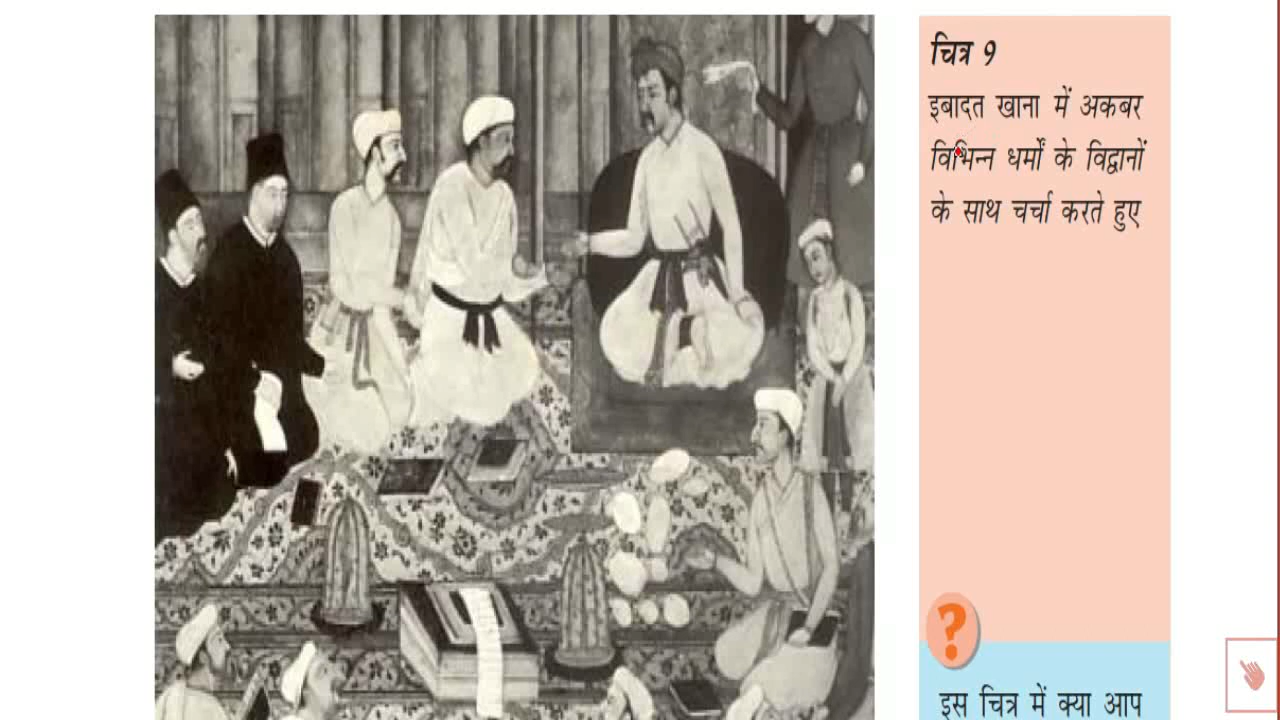 चित्र 9
इबादत खाना में अकबर
विभिन्न धर्मों के विद्वानों
के साथ चर्चा करते हुए
?
इस चित्र में क्या आप